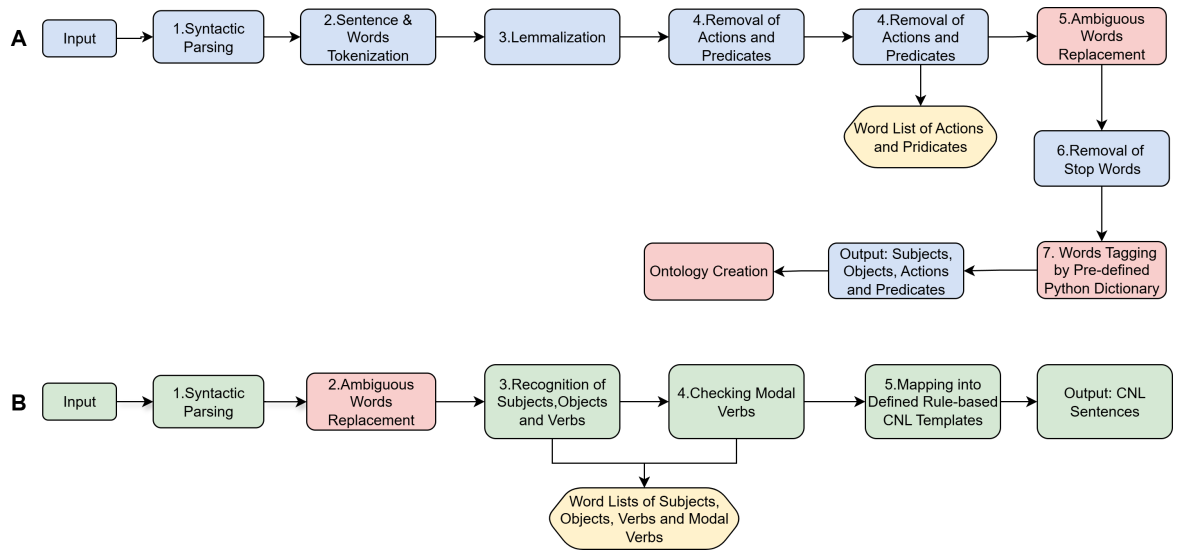 A
Input
1.Syntactic
Parsing
2.Sentence &
Words
Tokenization
3.Lemmalization
4.Removal of
Actions and
Predicates
4.Removal of
Actions and
Predicates
5.Ambiguous
Words
Replacement
Word List of Actions
and Pridicates
6.Removal of
Stop Words
7. Words Tagging
by Pre-defined
Python Dictionary
Output: Subjects,
Objects, Actions
and Predicates
Ontology Creation
B
Input
1.Syntactic
Parsing
2.Ambiguous
Words
Replacement
3.Recognition of
Subjects,Objects
and Verbs
4.Checking Modal
Verbs
5.Mapping into
Defined Rule-based
CNL Templates
Output: CNL
Sentences
Word Lists of Subjects,
Objects, Verbs and Modal
Verbs